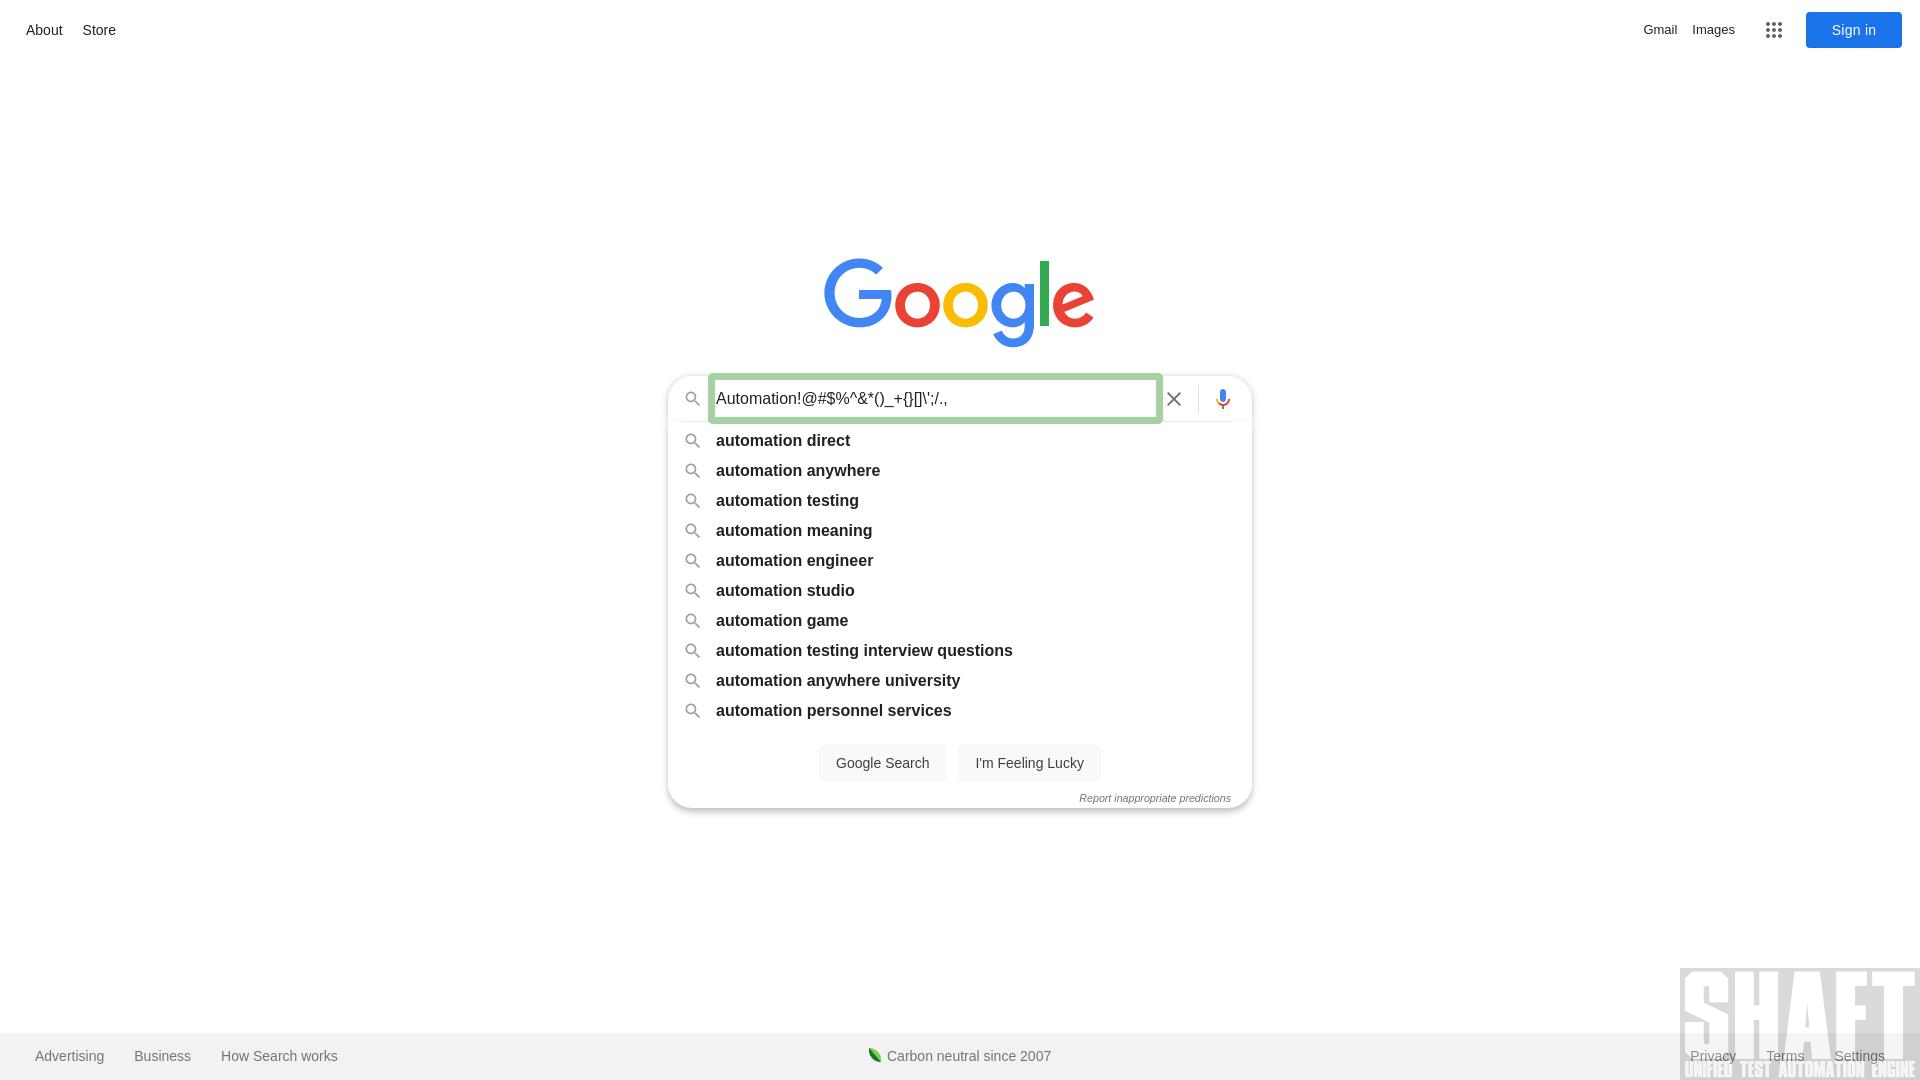 About Store
Gmail Images
Sign in
Google
Automation!@#$%^&*()_+{}[]\';/.,
automation direct
automation anywhere
automation testing
automation meaning
automation engineer
automation studio
automation game
automation testing interview questions
automation anywhere university
automation personnel services
Google Search I'm Feeling Lucky
Report inappropriate predictions
SHAFT
Advertising Business How Search works
Carbon neutral since 2007
Privacy Terms Settings
UNIFIED TEST AUTOMATION ENGINE